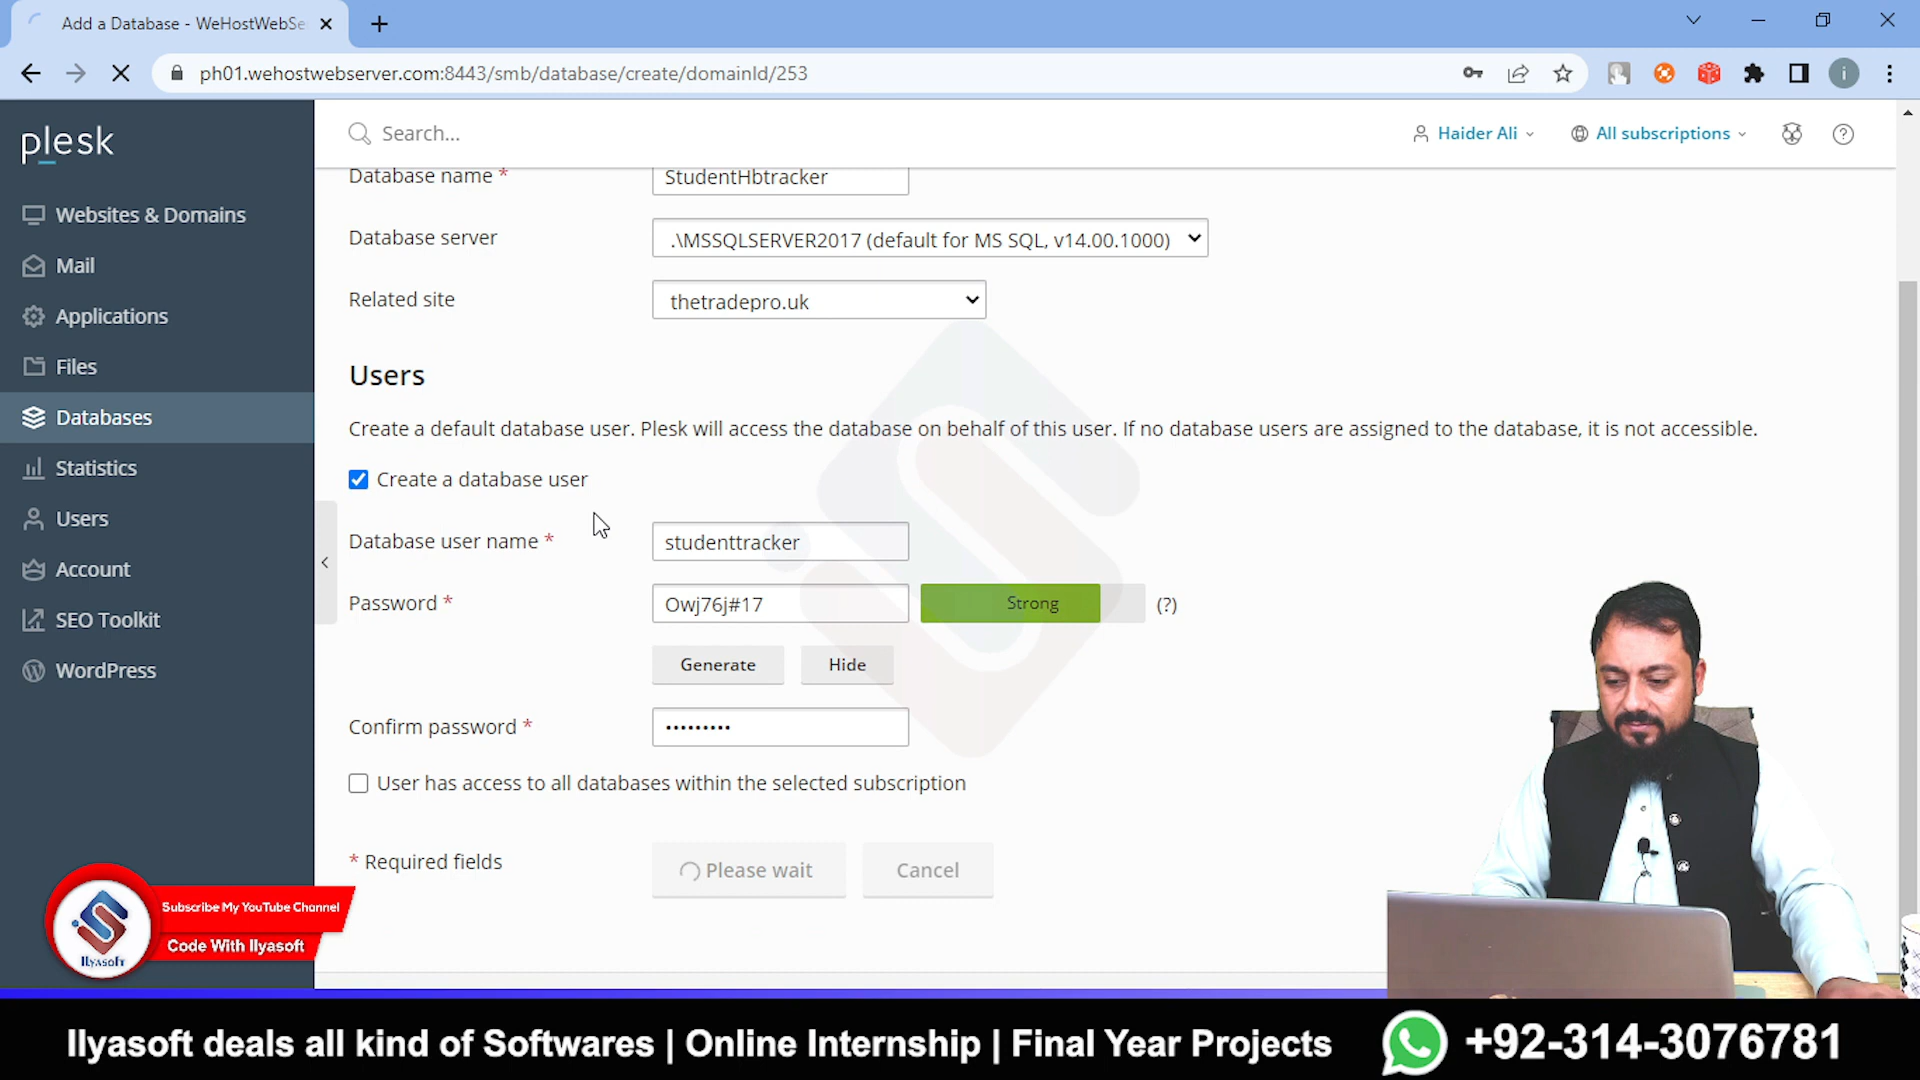 Add a Database - WeHostWebSe
ph01.wehostwebserver.com:8443/smb/database/create/domainId/253
i
plesk
Search...
Haider Ali
All subscriptions
Websites & Domains
Mail
Applications
Files
Databases
Statistics
Users
Account
SEO Toolkit
WordPress
Database name *
StudentHbtracker
Database server
.\MSSQLSERVER2017 (default for MS SQL, v14.00.1000)
Related site
thetradepro.uk
Users
Create a default database user. Plesk will access the database on behalf of this user. If no database users are assigned to the database, it is not accessible.
Create a database user
Database user name *
studenttracker
Password *
Owj76j#17
Strong
(?)
Generate
Hide
Confirm password *
•••••••••
User has access to all databases within the selected subscription
* Required fields
Please wait
Cancel
Subscribe My YouTube Channel
Code With Ilyasoft
Ilyasoft
Ilyasoft deals all kind of Softwares | Online Internship | Final Year Projects
+92-314-3076781